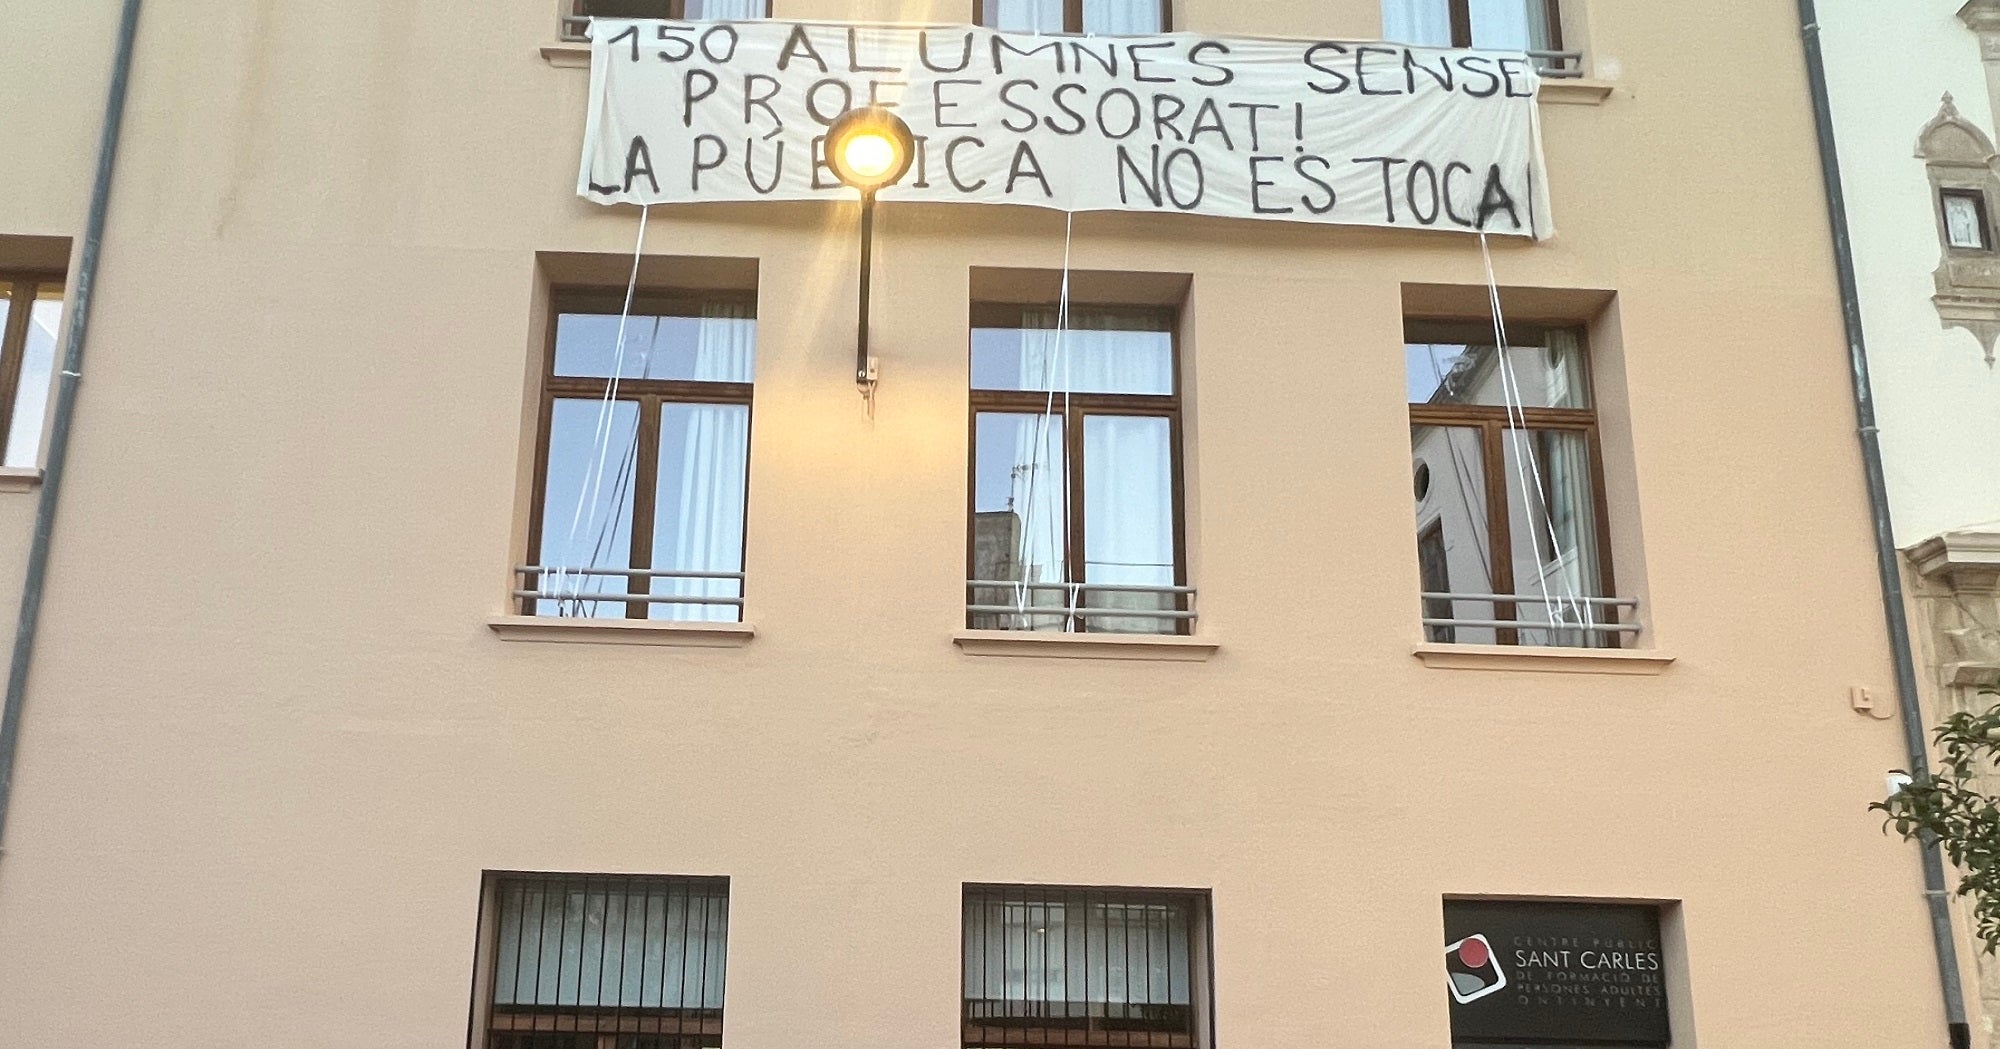 150 ALUMNES SENSE
PROFESSORAT!
LA PÚBLICA NO ES TOCA!
CENTRE PÚBLIC
SANT CARLES
DE FORMACIÓ DE
PERSONES ADULTES
ONTINYENT